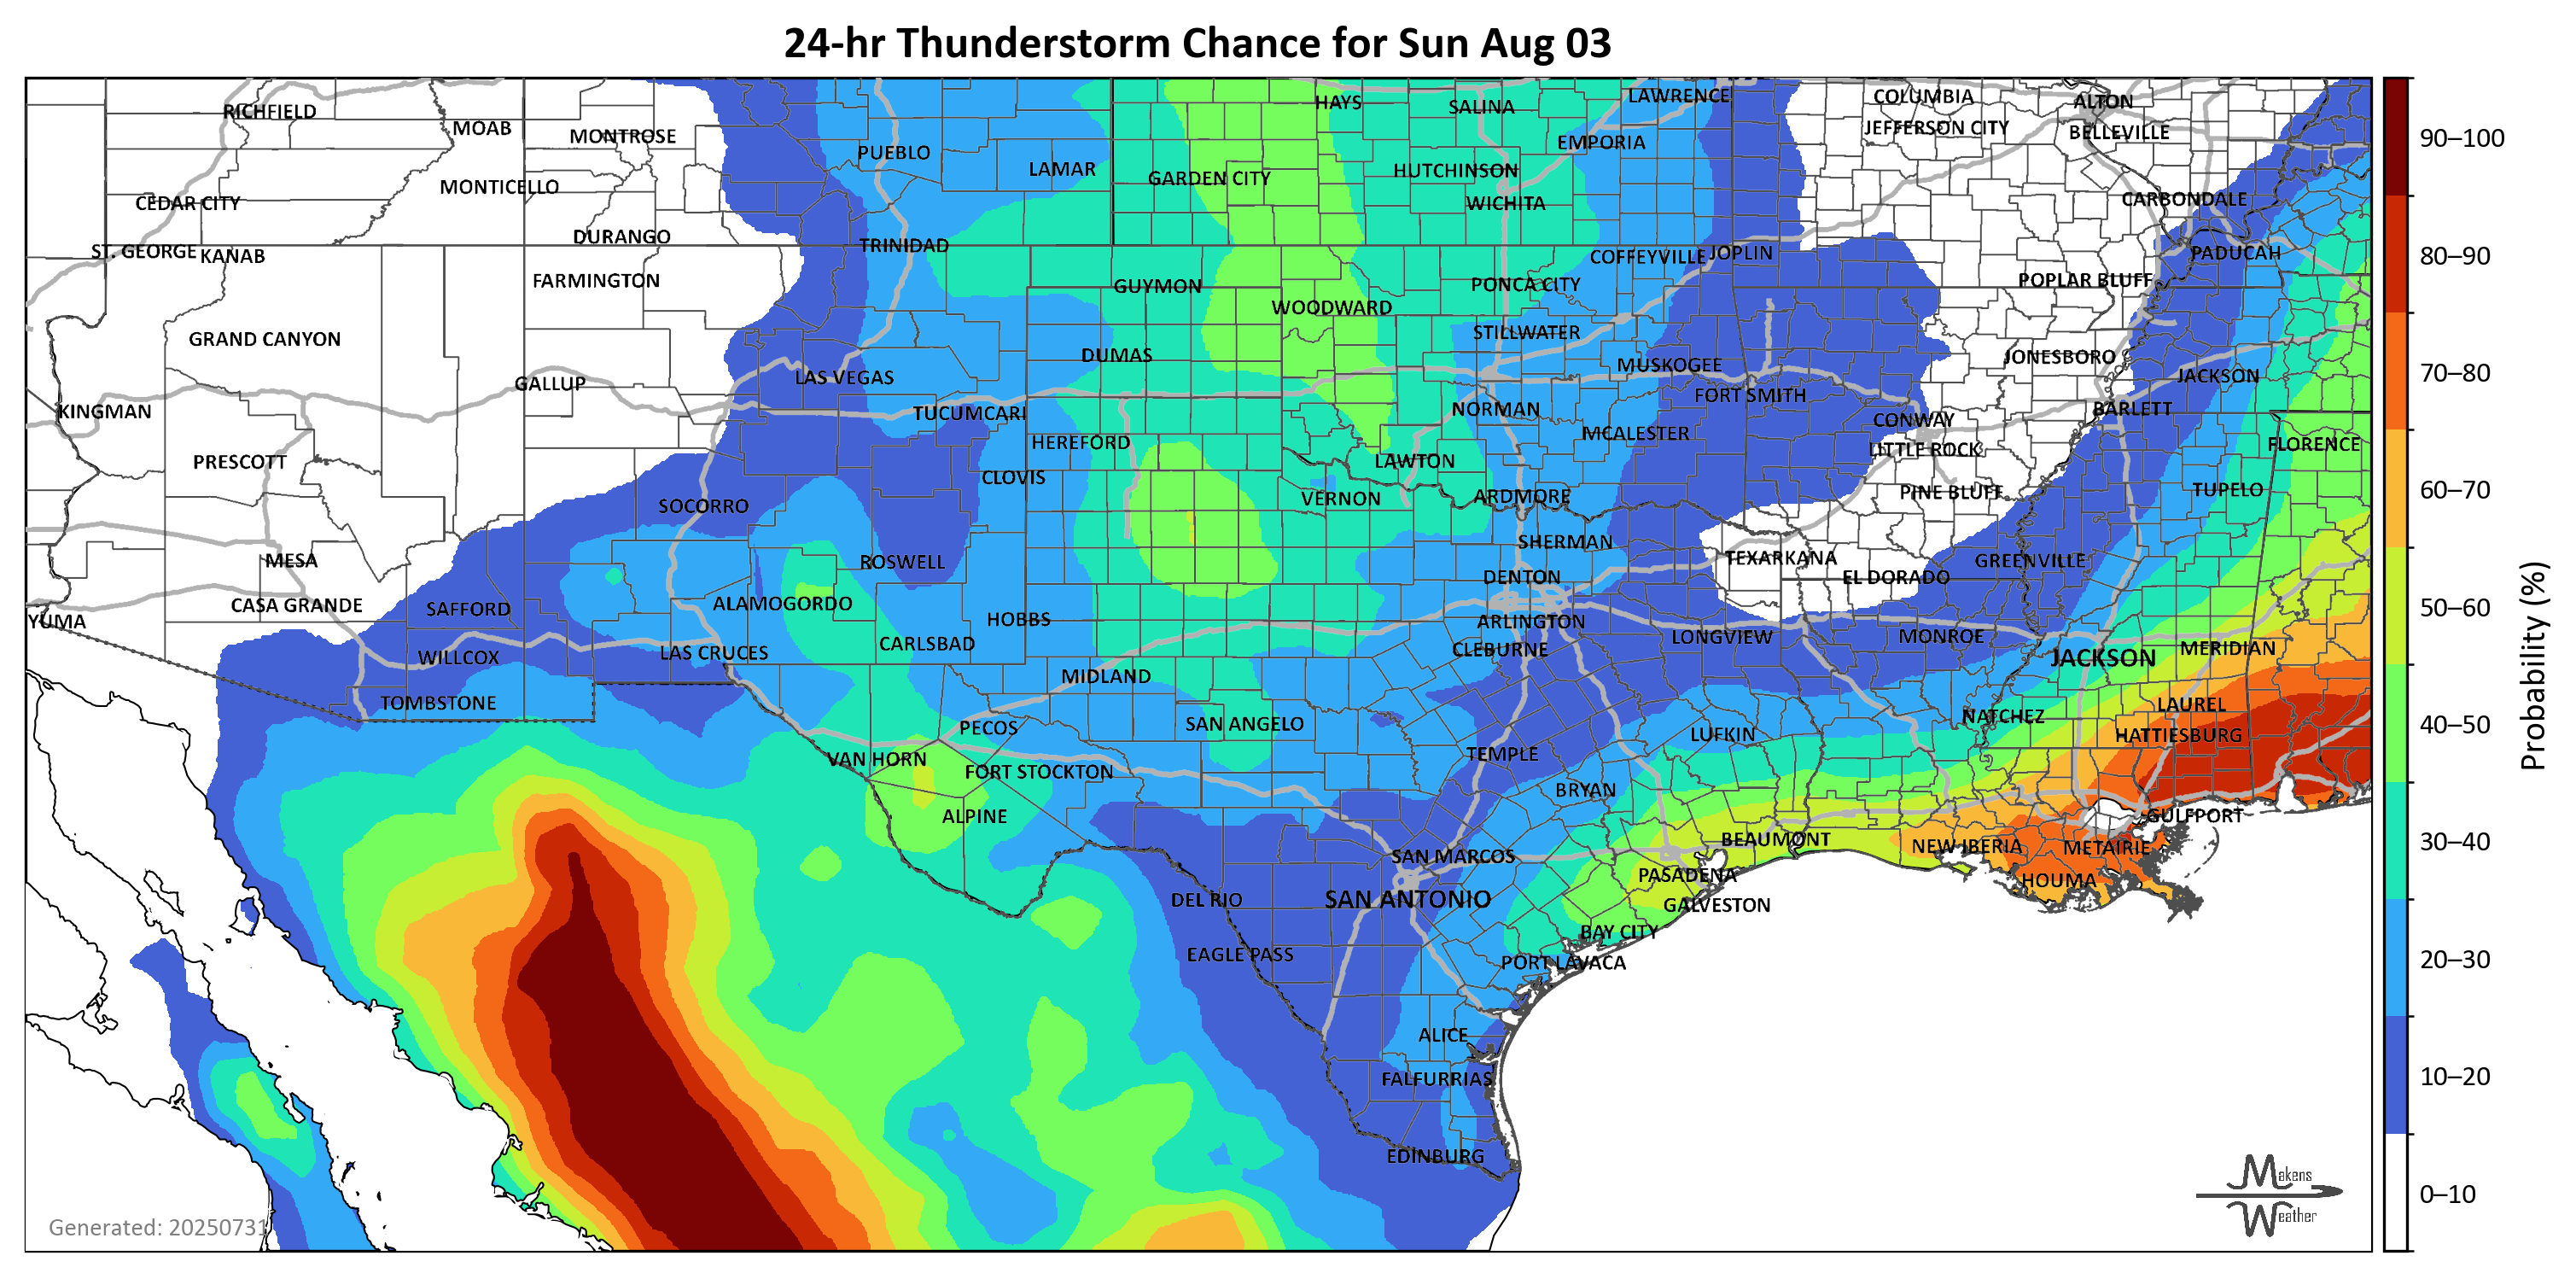 24-hr Thunderstorm Chance for Sun Aug 03
RICHFIELD
MOAB
MONTROSE
PUEBLO
LAMAR
HAYS
SALINA
LAWRENCE
COLUMBIA
ALTON
JEFFERSON CITY
BELLEVILLE
EMPORIA
HUTCHINSON
GARDEN CITY
WICHITA
MONTICELLO
CEDAR CITY
CARBONDALE
DURANGO
TRINIDAD
ST. GEORGE
KANAB
COFFEYVILLE
JOPLIN
PADUCAH
FARMINGTON
GUYMON
PONCA CITY
POPLAR BLUFF
WOODWARD
GRAND CANYON
STILLWATER
DUMAS
JONESBORO
MUSKOGEE
LAS VEGAS
JACKSON
GALLUP
FORT SMITH
KINGMAN
TUCUMCARI
NORMAN
BARLETT
CONWAY
HEREFORD
MCALESTER
LITTLE ROCK
FLORENCE
PRESCOTT
LAWTON
CLOVIS
PINE BLUFF
TUPELO
SOCORRO
VERNON
ARDMORE
SHERMAN
MESA
ROSWELL
TEXARKANA
GREENVILLE
DENTON
EL DORADO
CASA GRANDE
SAFFORD
ALAMOGORDO
YUMA
HOBBS
ARLINGTON
CARLSBAD
LONGVIEW
MONROE
CLEBURNE
MERIDIAN
WILLCOX
LAS CRUCES
JACKSON
MIDLAND
TOMBSTONE
LAUREL
NATCHEZ
PECOS
SAN ANGELO
LUFKIN
HATTIESBURG
TEMPLE
VAN HORN
FORT STOCKTON
BRYAN
ALPINE
GULFPORT
BEAUMONT
NEW IBERIA
METAIRIE
SAN MARCOS
PASADENA
HOUMA
DEL RIO
SAN ANTONIO
GALVESTON
BAY CITY
EAGLE PASS
PORT LAVACA
ALICE
FALFURRIAS
EDINBURG
Generated: 20250731
Makens
Weather
90–100
80–90
70–80
60–70
50–60
40–50
30–40
20–30
10–20
0–10
Probability (%)